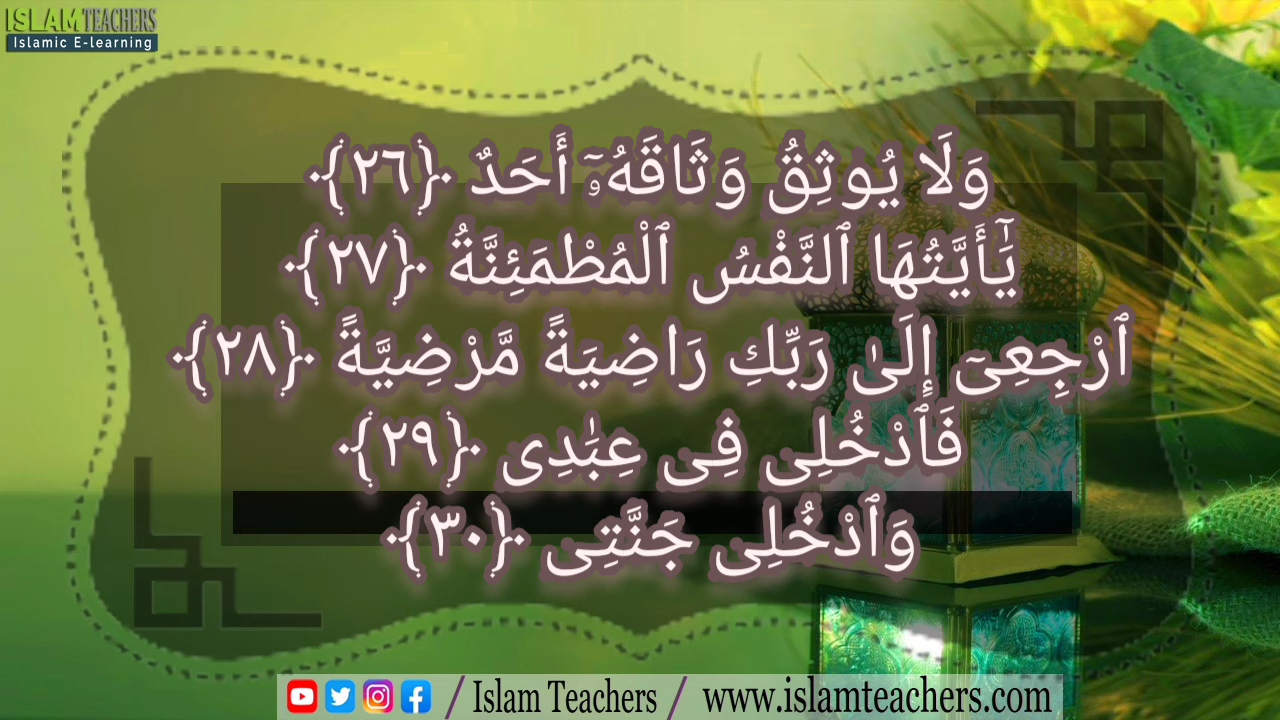 ISLAM TEACHERS
Islamic E-learning
وَلَا يُوثِقُ وَثَاقَهُۥٓ أَحَدٌ ﴿٢٦﴾
يَٰٓأَيَّتُهَا ٱلنَّفْسُ ٱلْمُطْمَئِنَّةُ ﴿٢٧﴾
ٱرْجِعِىٓ إِلَىٰ رَبِّكِ رَاضِيَةً مَّرْضِيَّةً ﴿٢٨﴾
فَٱدْخُلِى فِى عِبَٰدِى ﴿٢٩﴾
وَٱدْخُلِى جَنَّتِى ﴿٣٠﴾
/ Islam Teachers / www.islamteachers.com